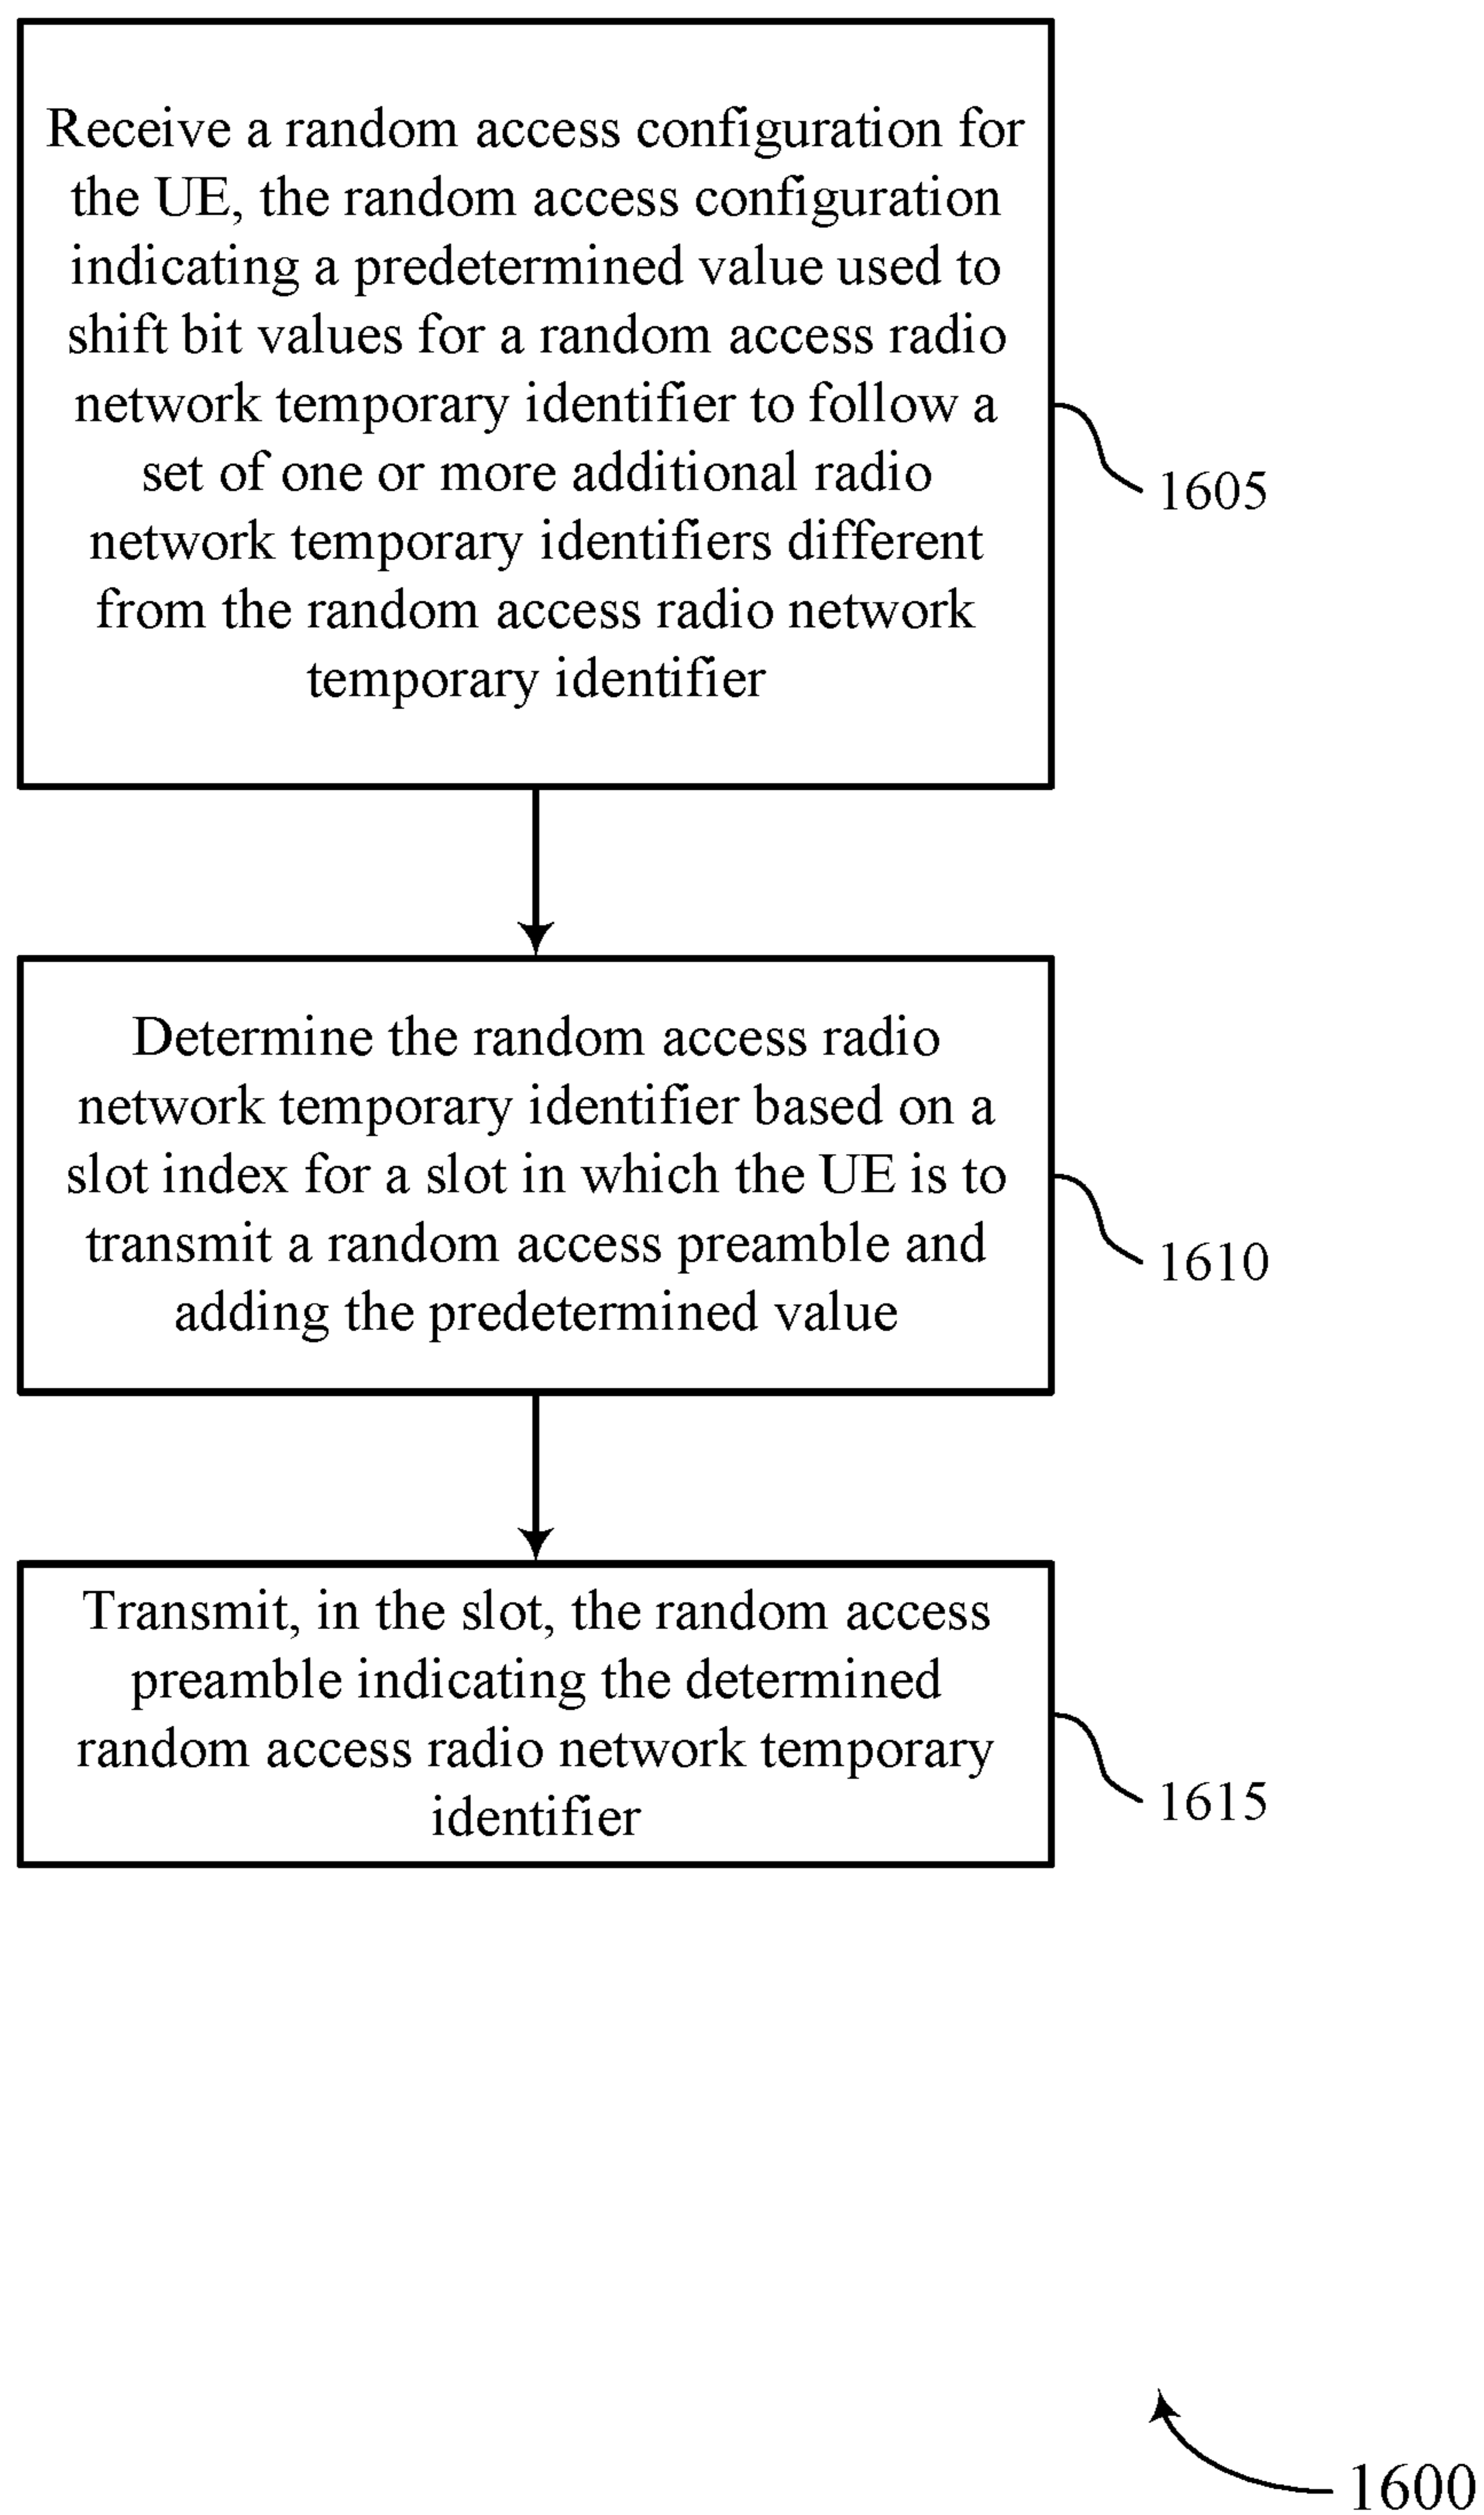 Receive a random access configuration for
the UE, the random access configuration
indicating a predetermined value used to
shift bit values for a random access radio
network temporary identifier to follow a
set of one or more additional radio
network temporary identifiers different
from the random access radio network
temporary identifier
1605
Determine the random access radio
network temporary identifier based on a
slot index for a slot in which the UE is to
transmit a random access preamble and
adding the predetermined value
1610
Transmit, in the slot, the random access
preamble indicating the determined
random access radio network temporary
identifier
1615
1600